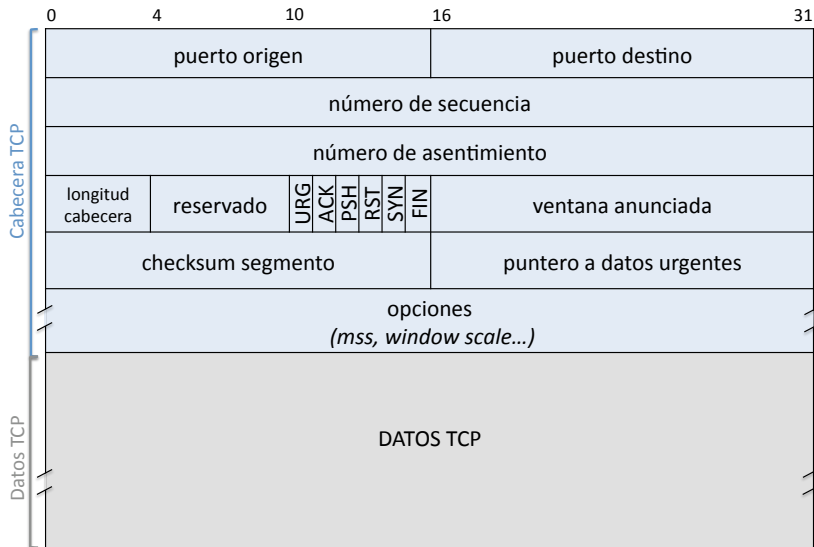 0 4 10 16 31
Cabecera TCP
puerto origen puerto destino
número de secuencia
número de asentimiento
longitud
cabecera
reservado
URG
ACK
PSH
RST
SYN
FIN
ventana anunciada
checksum segmento puntero a datos urgentes
opciones
(mss, window scale...)
Datos TCP
DATOS TCP